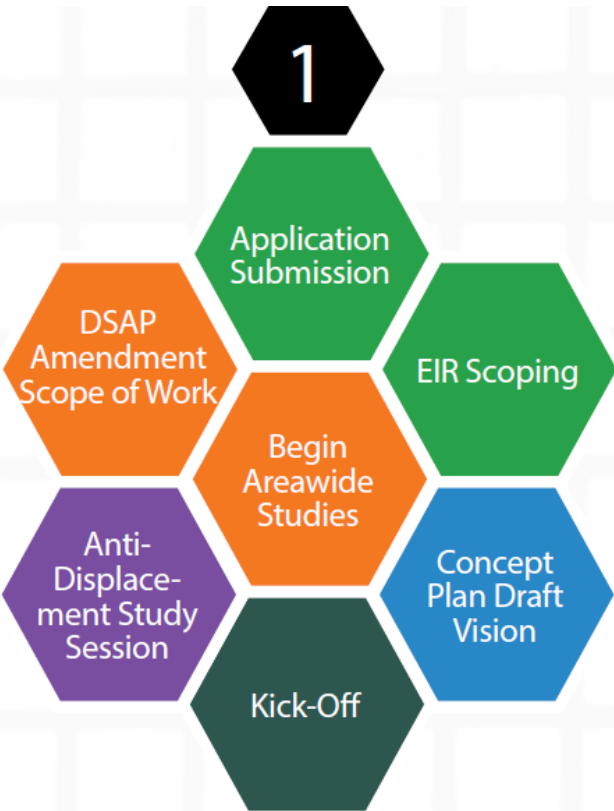 1
Application
Submission
DSAP
Amendment
Scope of Work
EIR Scoping
Begin
Areawide
Studies
Anti-
Displace-
ment Study
Session
Concept
Plan Draft
Vision
Kick-Off